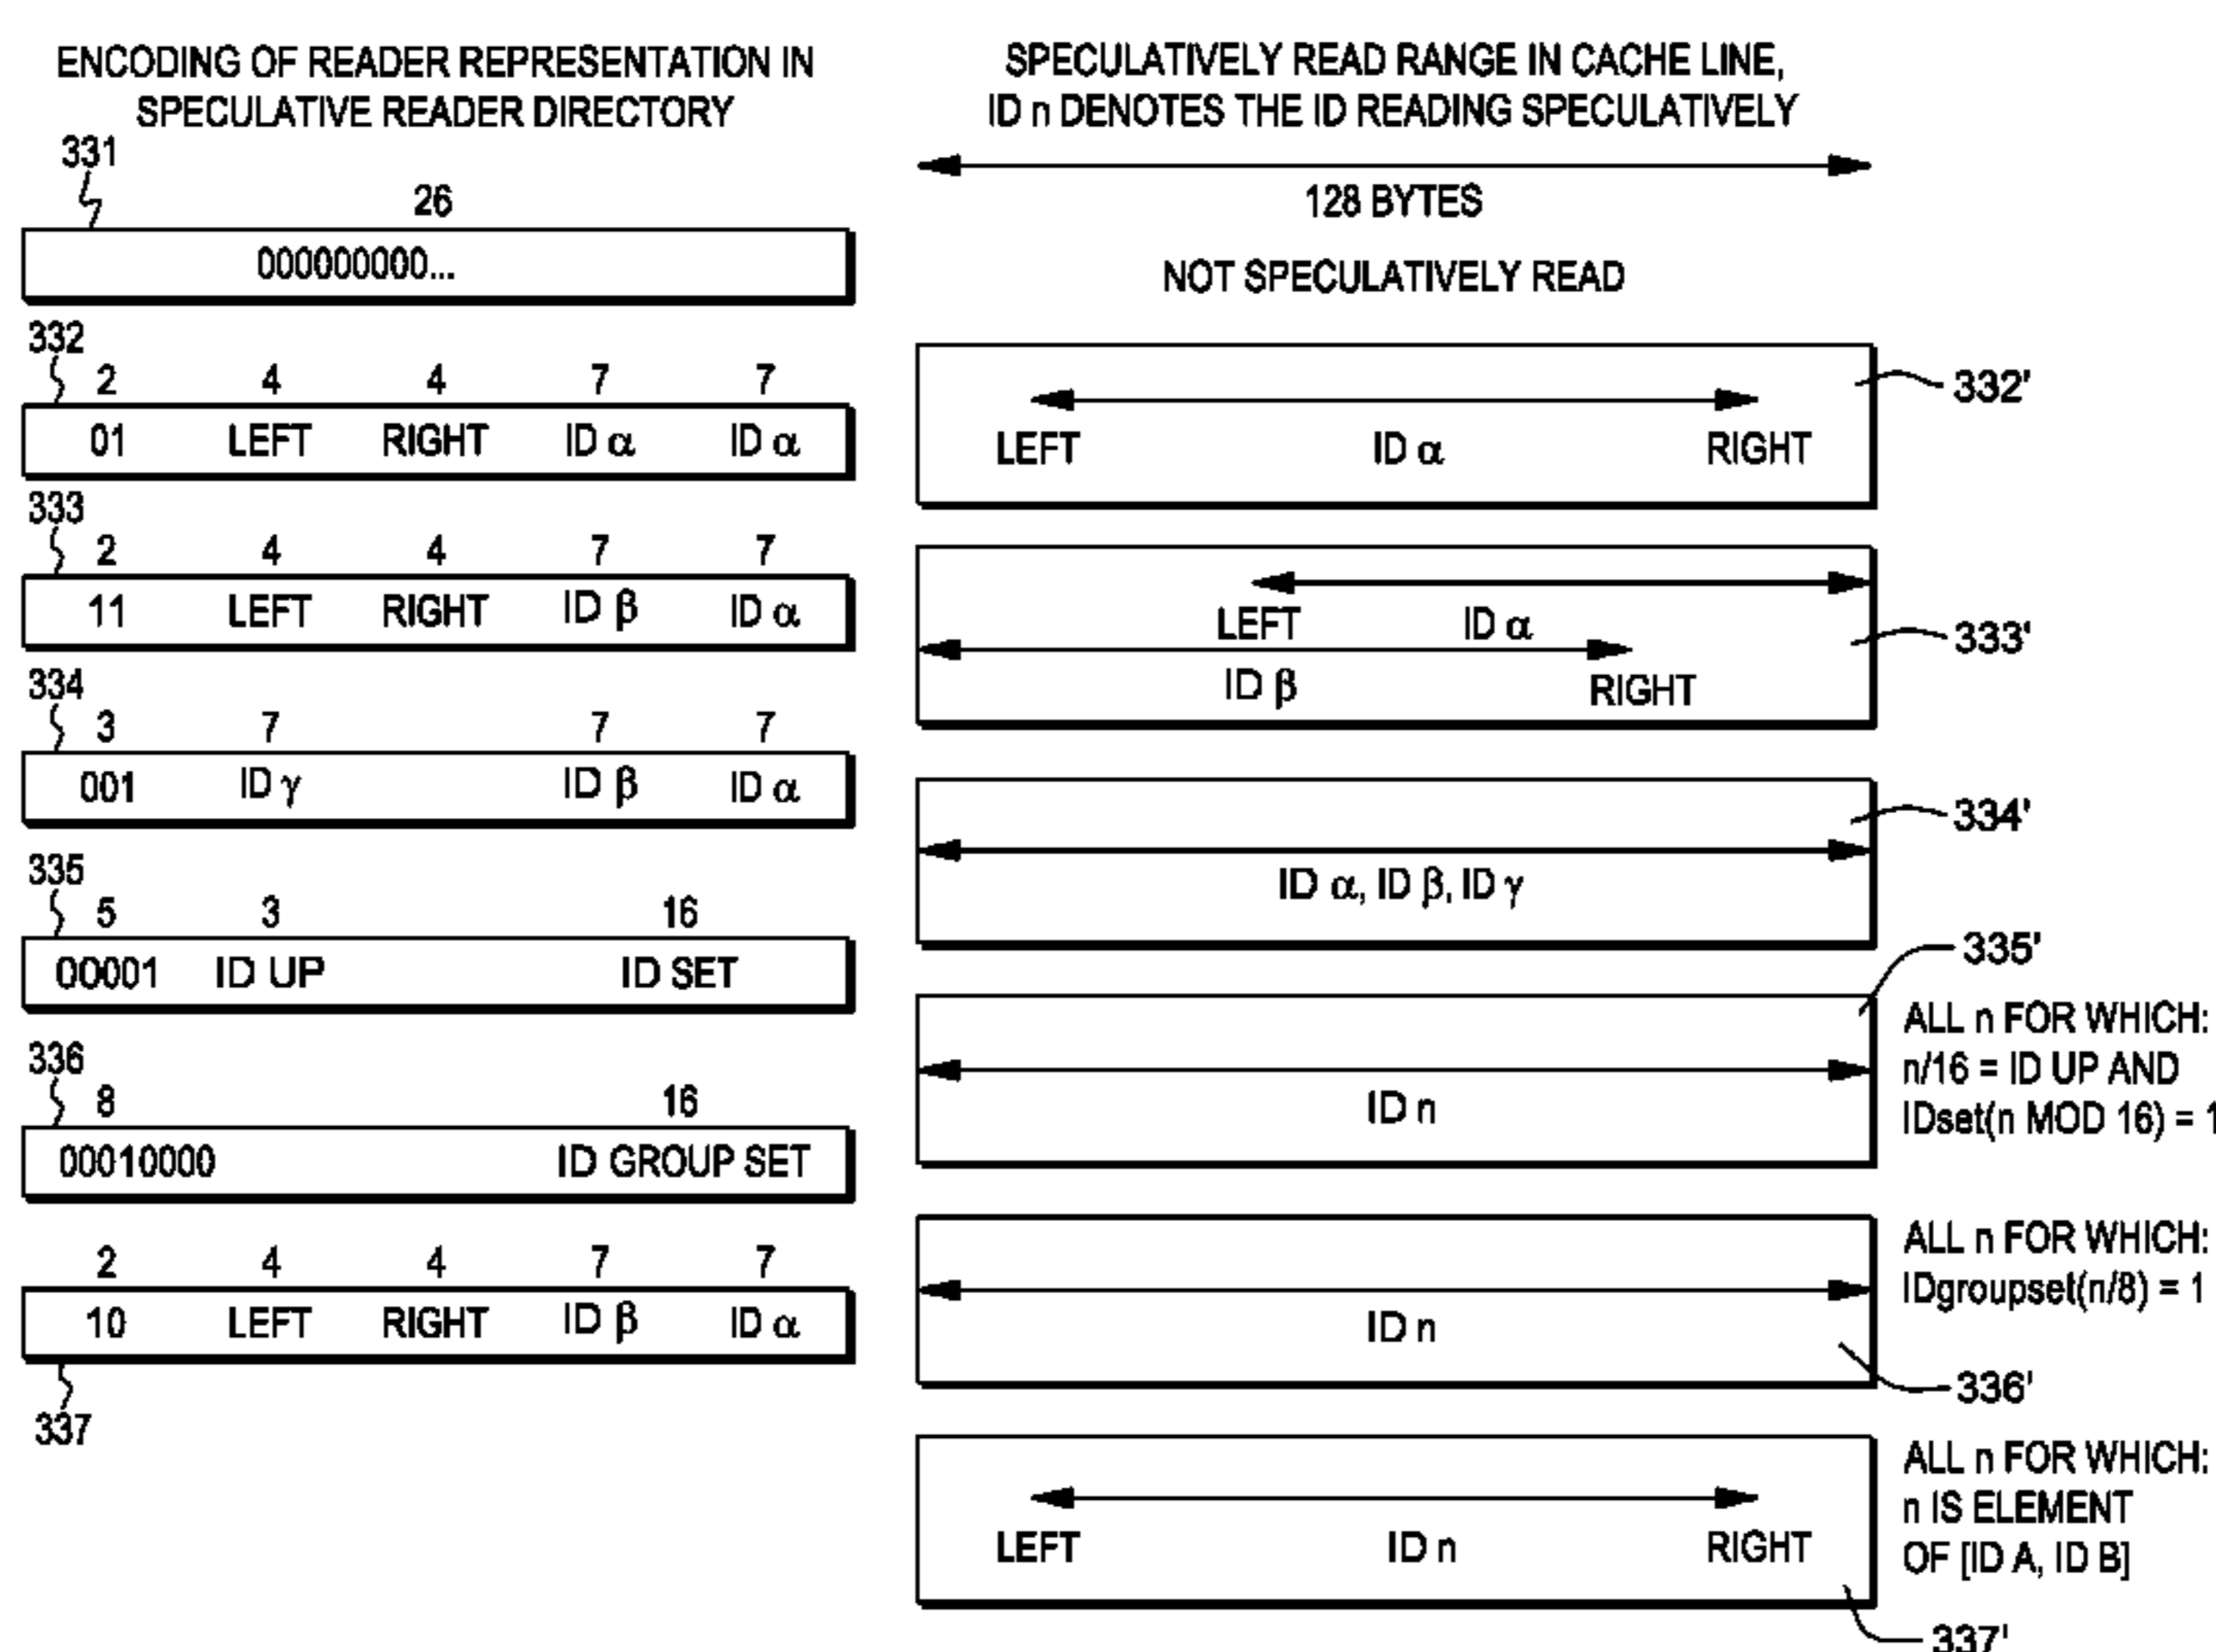 ENCODING OF READER REPRESENTATION IN
SPECULATIVE READER DIRECTORY
331
26
000000000...
332
2 4 4 7 7
01 LEFT RIGHT ID α ID α
333
2 4 4 7 7
11 LEFT RIGHT ID β ID α
334
3 7 7 7
001 ID γ ID β ID α
335
5 3 16
00001 ID UP ID SET
336
8 16
00010000 ID GROUP SET
2 4 4 7 7
10 LEFT RIGHT ID β ID α
337
SPECULATIVELY READ RANGE IN CACHE LINE,
ID n DENOTES THE ID READING SPECULATIVELY
128 BYTES
NOT SPECULATIVELY READ
332'
LEFT ID α RIGHT
333'
LEFT ID α
ID β RIGHT
334'
ID α, ID β, ID γ
335'
ID n
ALL n FOR WHICH:
n/16 = ID UP AND
IDset(n MOD 16) = 1
ID n
ALL n FOR WHICH:
IDgroupset(n/8) = 1
336'
LEFT ID n RIGHT
ALL n FOR WHICH:
n IS ELEMENT
OF [ID A, ID B]
337'